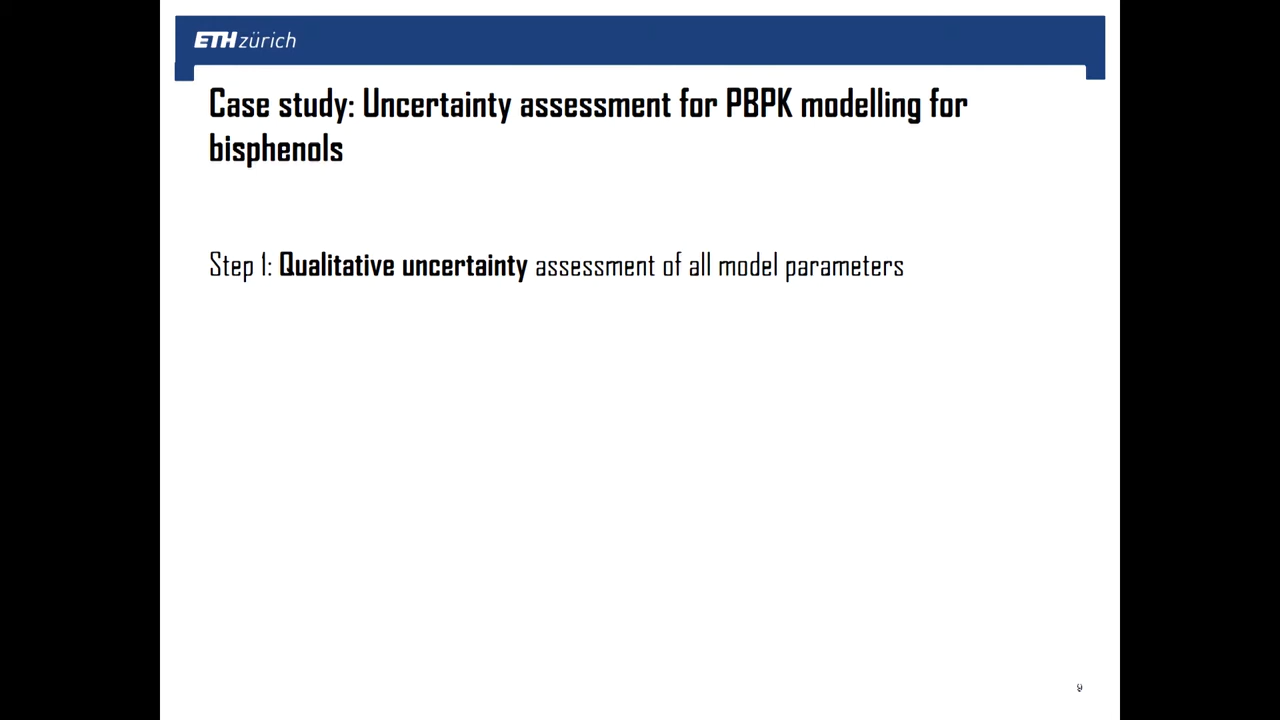 ETH zürich
Case study: Uncertainty assessment for PBPK modelling for
bisphenols
Step 1: Qualitative uncertainty assessment of all model parameters
9